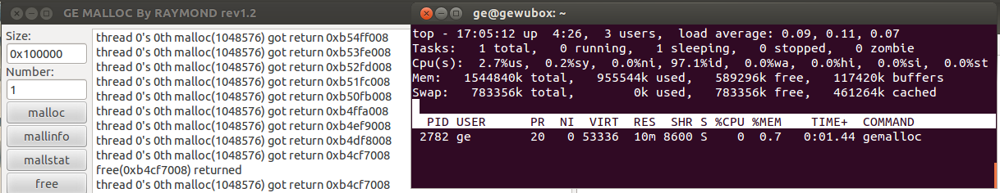 GE MALLOC By RAYMOND rev1.2
Size:
0x100000
Number:
1
malloc
mallinfo
mallstat
free
thread 0's 0th malloc(1048576) got return 0xb54ff008
thread 0's 0th malloc(1048576) got return 0xb53fe008
thread 0's 0th malloc(1048576) got return 0xb52fd008
thread 0's 0th malloc(1048576) got return 0xb51fc008
thread 0's 0th malloc(1048576) got return 0xb50fb008
thread 0's 0th malloc(1048576) got return 0xb4ffa008
thread 0's 0th malloc(1048576) got return 0xb4ef9008
thread 0's 0th malloc(1048576) got return 0xb4df8008
thread 0's 0th malloc(1048576) got return 0xb4cf7008
free(0xb4cf7008) returned
thread 0's 0th malloc(1048576) got return 0xb4cf7008
ge@gewubox: ~
top - 17:05:12 up  4:26,  3 users,  load average: 0.09, 0.11, 0.07
Tasks:   1 total,   0 running,   1 sleeping,   0 stopped,   0 zombie
Cpu(s):  2.7%us,  0.2%sy,  0.0%ni, 97.1%id,  0.0%wa,  0.0%hi,  0.0%si,  0.0%st
Mem:   1544840k total,   955544k used,   589296k free,   117420k buffers
Swap:   783356k total,        0k used,   783356k free,   461264k cached
PID USER      PR  NI  VIRT  RES  SHR S %CPU %MEM    TIME+  COMMAND
2782 ge        20   0 53336  10m 8600 S    0  0.7   0:01.44 gemalloc